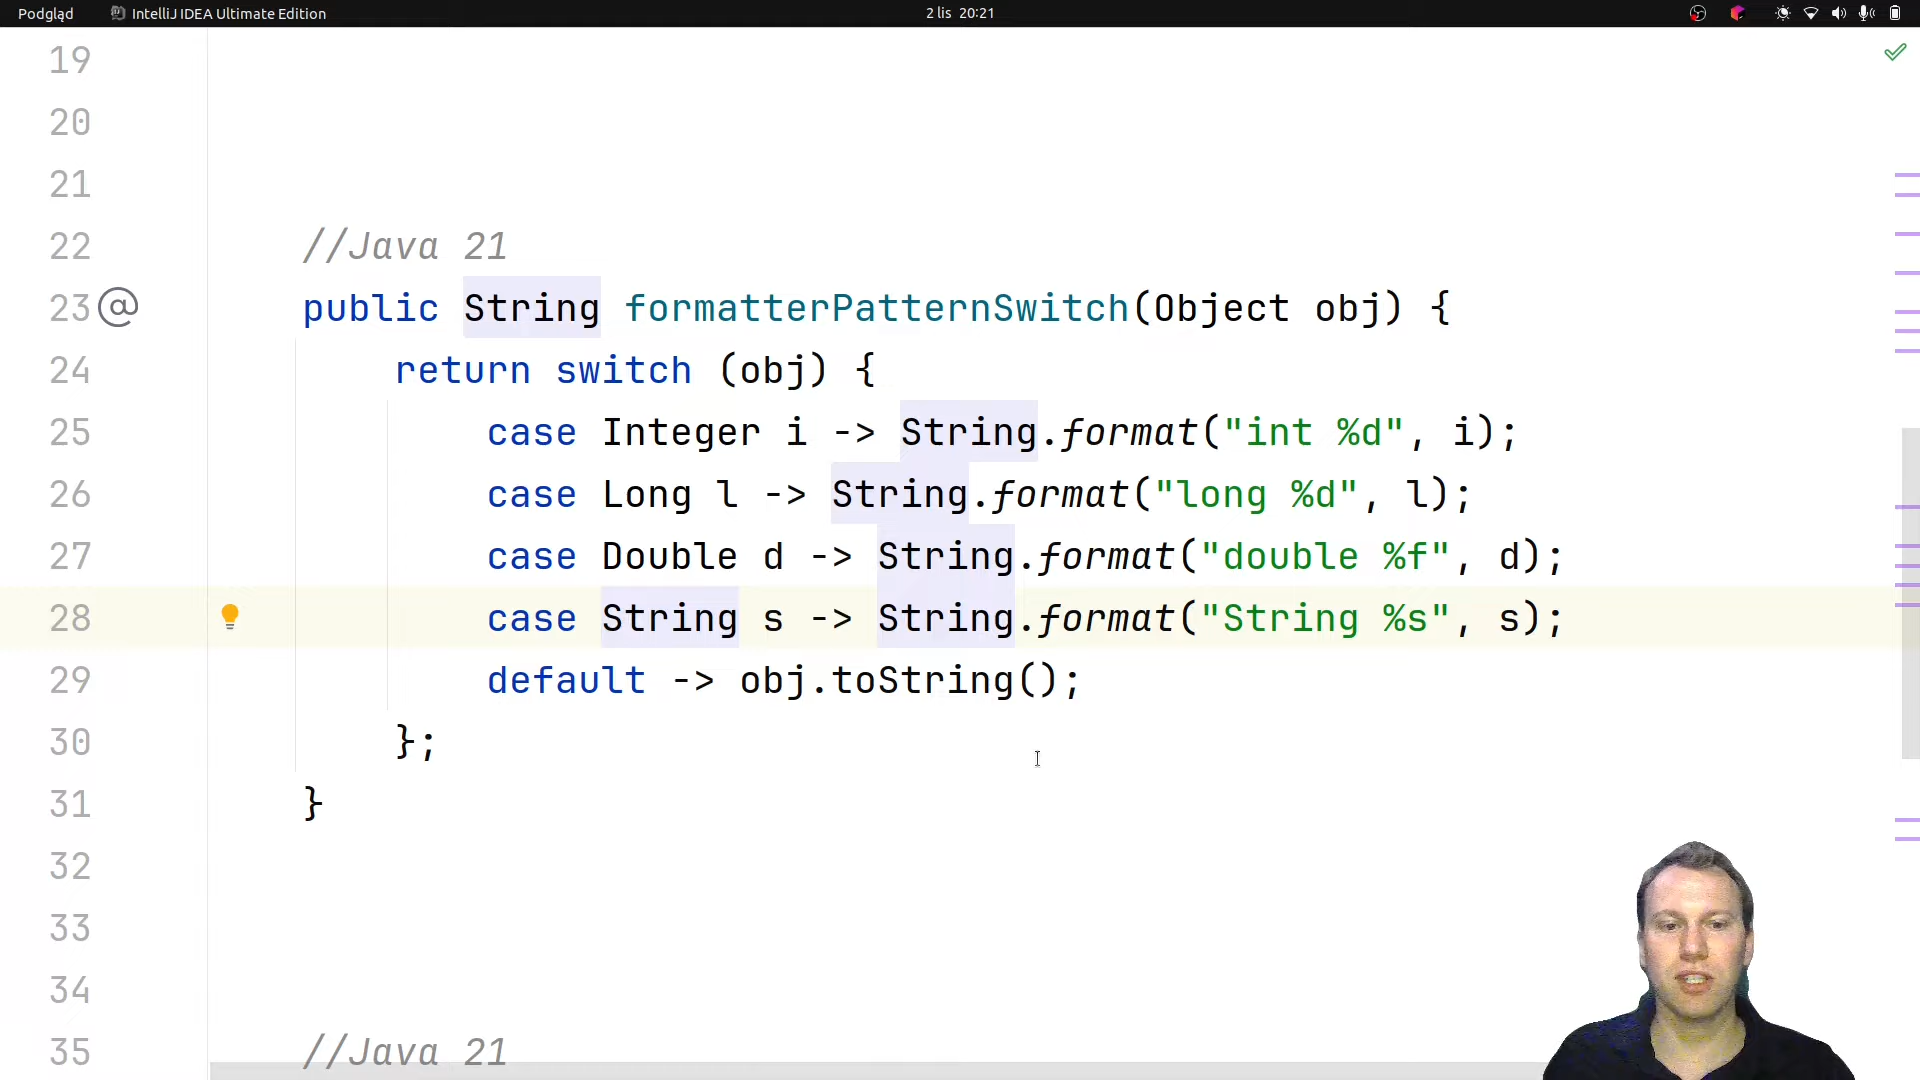 Podgląd IntelliJ IDEA Ultimate Edition 2 lis 20:21
19
20
21
22 //Java 21
23 public String formatterPatternSwitch(Object obj) {
24 return switch (obj) {
25 case Integer i -> String.format("int %d", i);
26 case Long l -> String.format("long %d", l);
27 case Double d -> String.format("double %f", d);
28 case String s -> String.format("String %s", s);
29 default -> obj.toString();
30 };
31 }
32
33
34
35 //Java 21